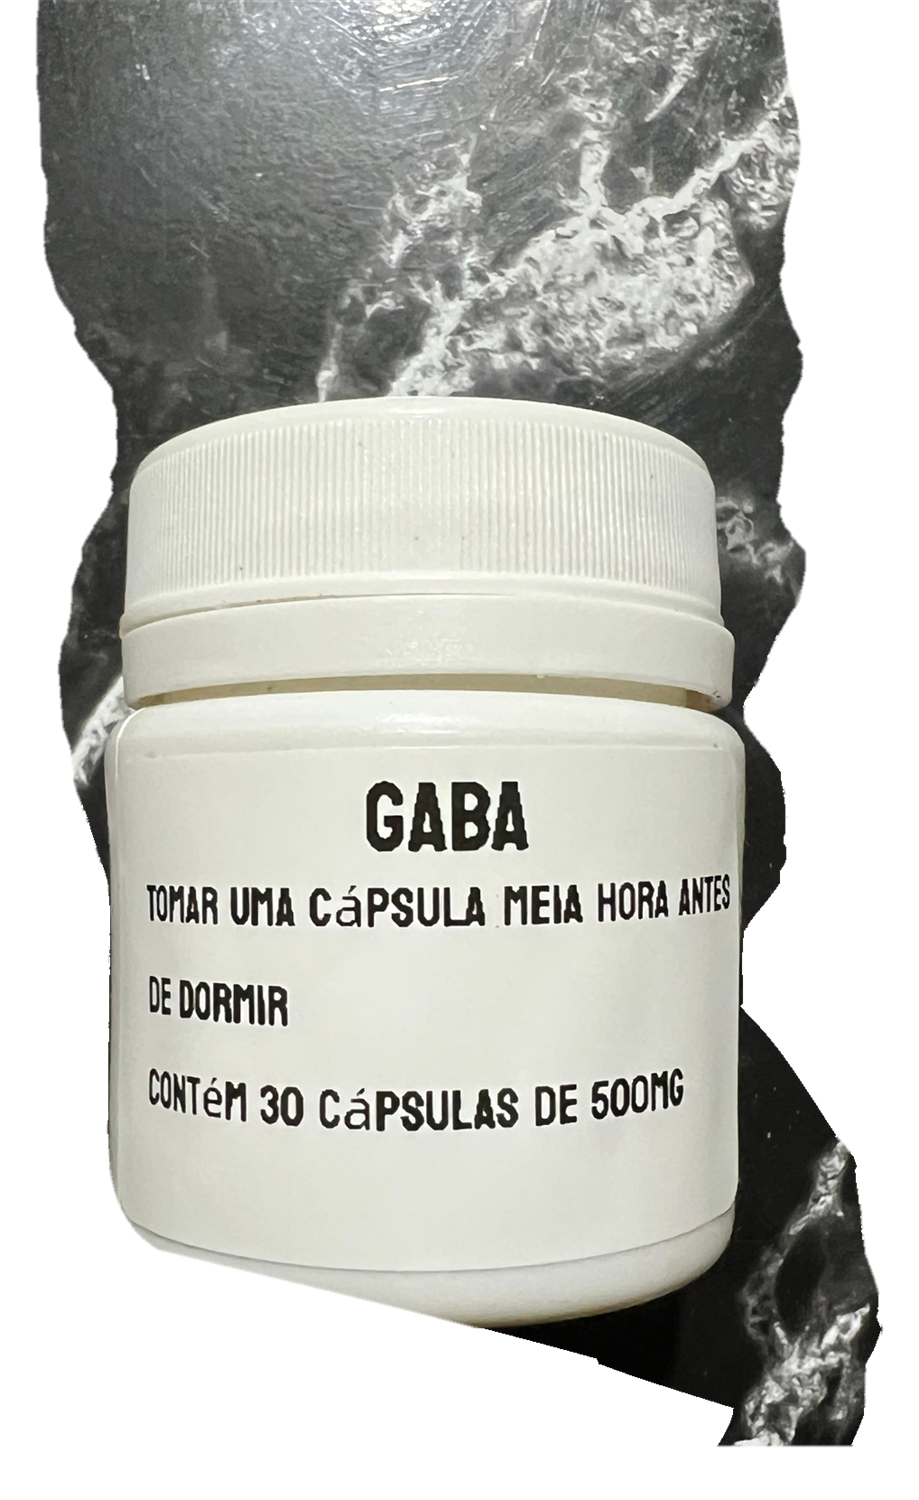 GABA
TOMAR UMA CáPSULA MEIA HORA ANTES
DE DORMIR
CONTéM 30 CáPSULAS DE 500MG